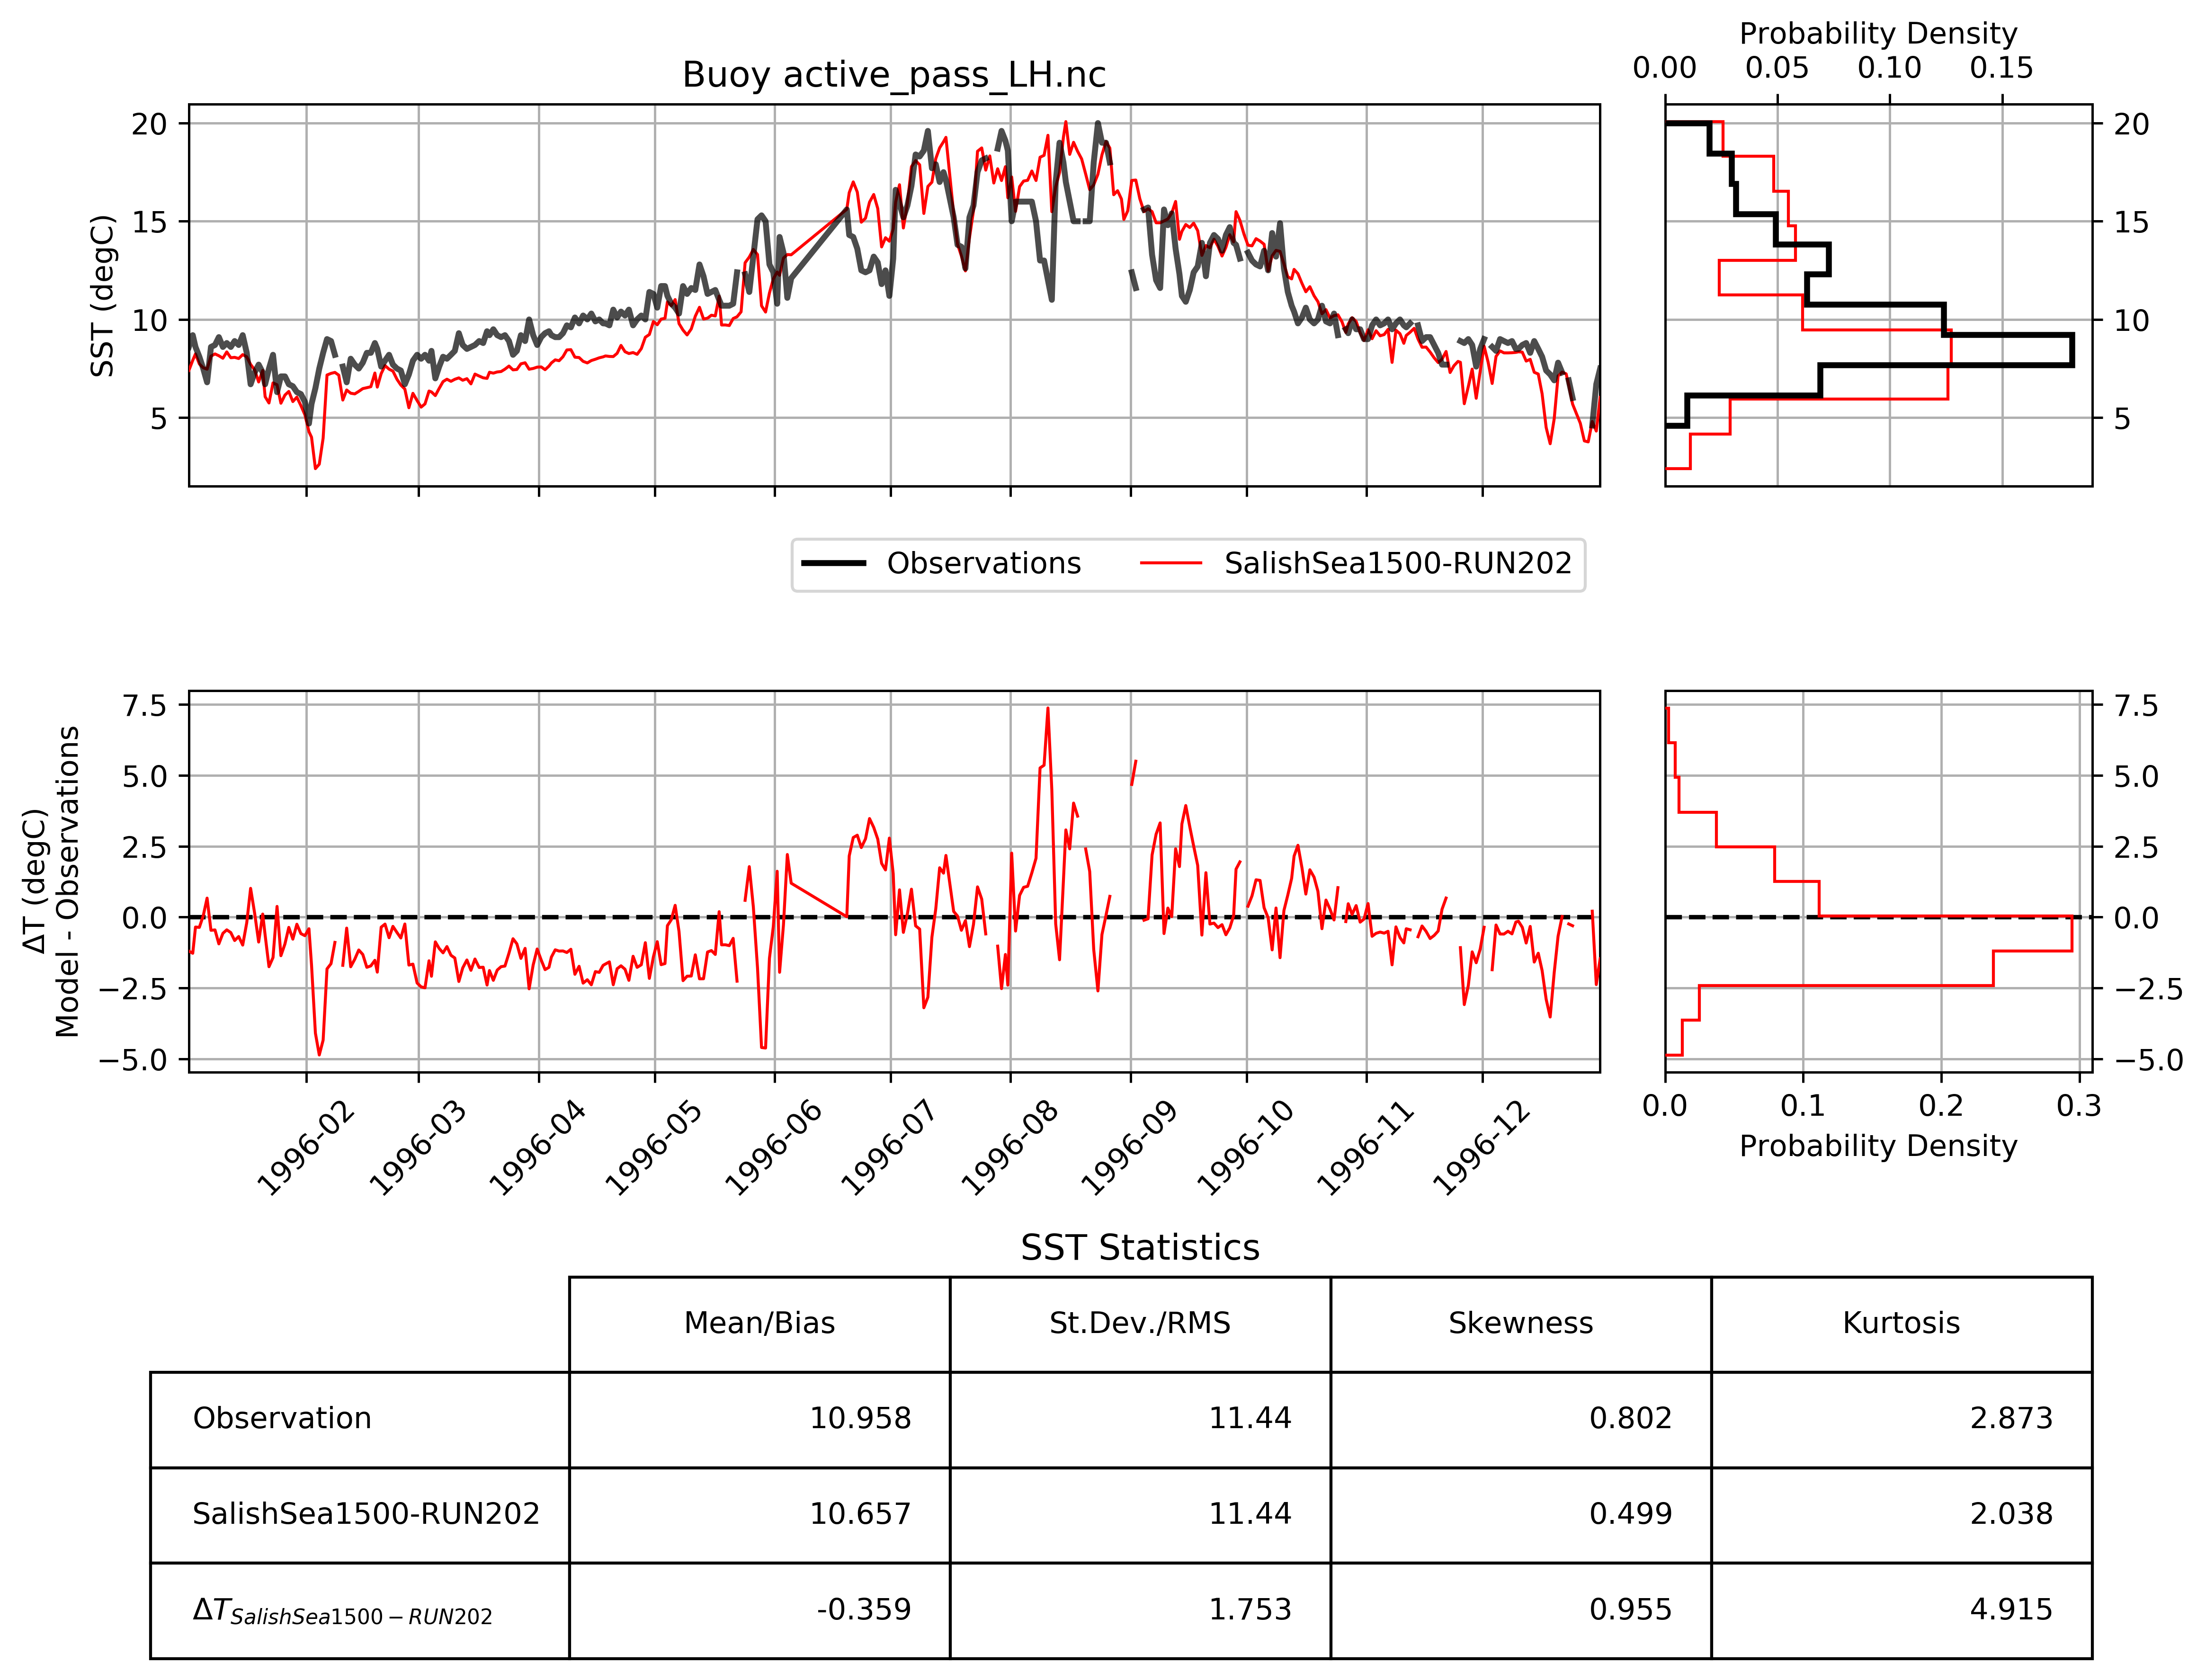 Probability Density
0.00 0.05 0.10 0.15
Buoy active_pass_LH.nc
20
15
10
5
SST (degC)
20
15
10
5
Observations SalishSea1500-RUN202
7.5
5.0
2.5
0.0
−2.5
−5.0
ΔT (degC)
Model - Observations
7.5
5.0
2.5
0.0
−2.5
−5.0
1996-02 1996-03 1996-04 1996-05 1996-06 1996-07 1996-08 1996-09 1996-10 1996-11 1996-12
0.0 0.1 0.2 0.3
Probability Density
SST Statistics
Mean/Bias St.Dev./RMS Skewness Kurtosis
Observation 10.958 11.44 0.802 2.873
SalishSea1500-RUN202 10.657 11.44 0.499 2.038
ΔT SalishSea1500−RUN202 -0.359 1.753 0.955 4.915